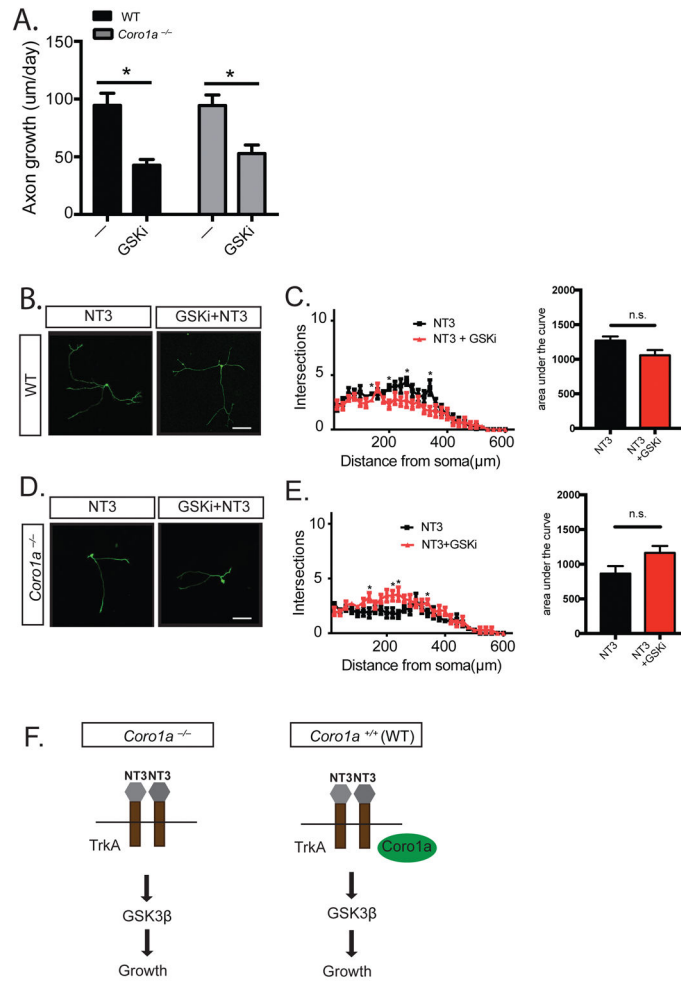 A.
WT
Coro1a −/−
Axon growth (um/day)
150
100
50
0
*
*
—
GSKi
—
GSKi
B.
NT3
GSKi+NT3
WT
C.
Intersections
10
5
0
NT3
NT3 + GSKi
* * * *
200 400 600
Distance from soma(μm)
area under the curve
2000
1500
1000
500
0
n.s.
NT3
NT3
+GSKi
D.
NT3
GSKi+NT3
Coro1a −/−
E.
Intersections
10
5
0
NT3
NT3+GSKi
* * * *
0 200 400 600
Distance from soma(μm)
area under the curve
2000
1500
1000
500
0
n.s.
NT3
NT3
+GSKi
F.
Coro1a −/−
Coro1a +/+ (WT)
NT3 NT3
NT3 NT3
TrkA
TrkA
Coro1a
GSK3β
GSK3β
Growth
Growth